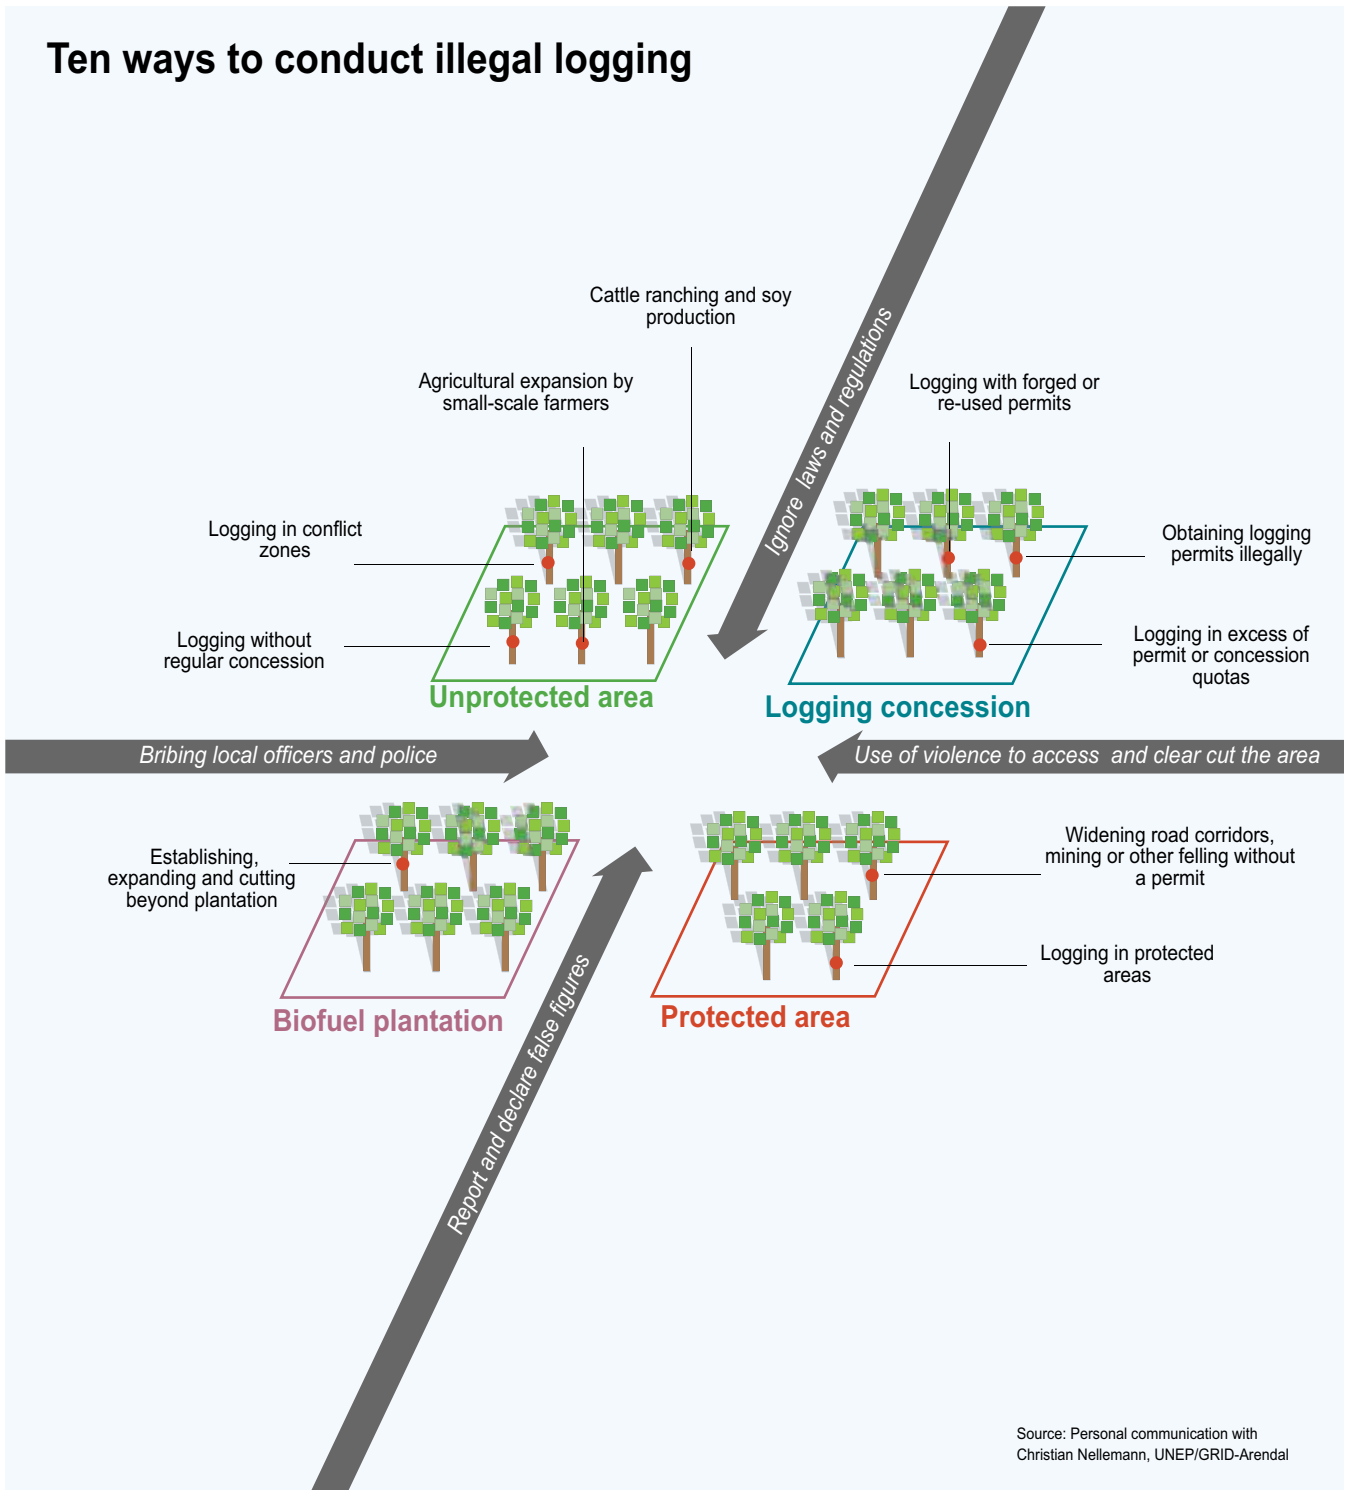 Ten ways to conduct illegal logging
Ignore laws and regulations
Cattle ranching and soy
production
Agricultural expansion by
small-scale farmers
Logging in conflict
zones
Logging without
regular concession
Unprotected area
Logging with forged or
re-used permits
Obtaining logging
permits illegally
Logging in excess of
permit or concession
quotas
Logging concession
Bribing local officers and police
Use of violence to access and clear cut the area
Establishing,
expanding and cutting
beyond plantation
Biofuel plantation
Widening road corridors,
mining or other felling without
a permit
Logging in protected
areas
Protected area
Report and declare false figures
Source: Personal communication with
Christian Nellemann, UNEP/GRID-Arendal